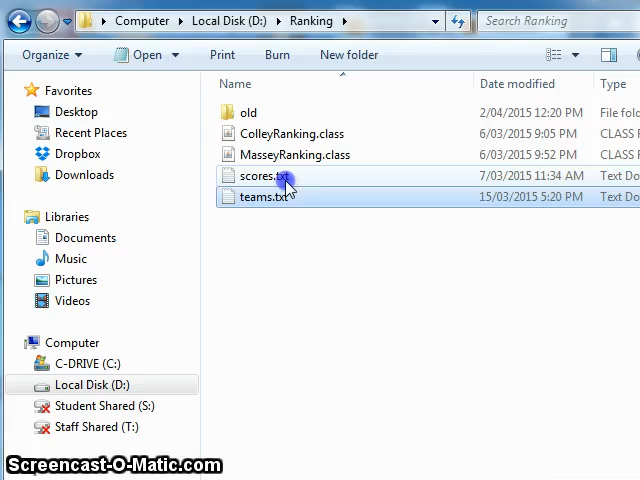 Computer Local Disk (D:) Ranking Search Ranking
Organize Open Print Burn New folder
Name Date modified Type
old 2/04/2015 12:20 PM File fol
ColleyRanking.class 6/03/2015 9:05 PM CLASS F
MasseyRanking.class 6/03/2015 9:52 PM CLASS F
scores.txt 7/03/2015 11:34 AM Text Do
teams.txt 15/03/2015 5:20 PM Text Do
Favorites
Desktop
Recent Places
Dropbox
Downloads
Libraries
Documents
Music
Pictures
Videos
Computer
C-DRIVE (C:)
Local Disk (D:)
Student Shared (S:)
Staff Shared (T:)
Screencast-O-Matic.com